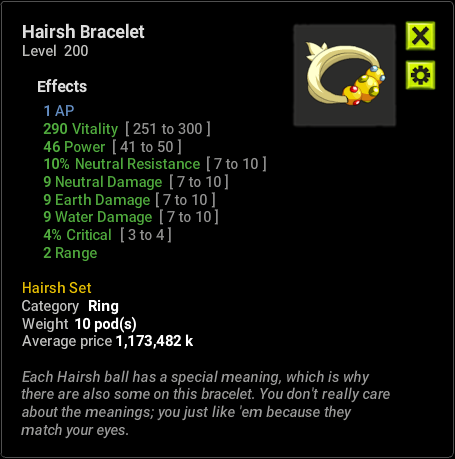 Hairsh Bracelet
Level 200
Effects
1 AP
290 Vitality [ 251 to 300 ]
46 Power [ 41 to 50 ]
10% Neutral Resistance [ 7 to 10 ]
9 Neutral Damage [ 7 to 10 ]
9 Earth Damage [ 7 to 10 ]
9 Water Damage [ 7 to 10 ]
4% Critical [ 3 to 4 ]
2 Range
Hairsh Set
Category Ring
Weight 10 pod(s)
Average price 1,173,482 k
Each Hairsh ball has a special meaning, which is why
there are also some on this bracelet. You don't really care
about the meanings; you just like 'em because they
match your eyes.